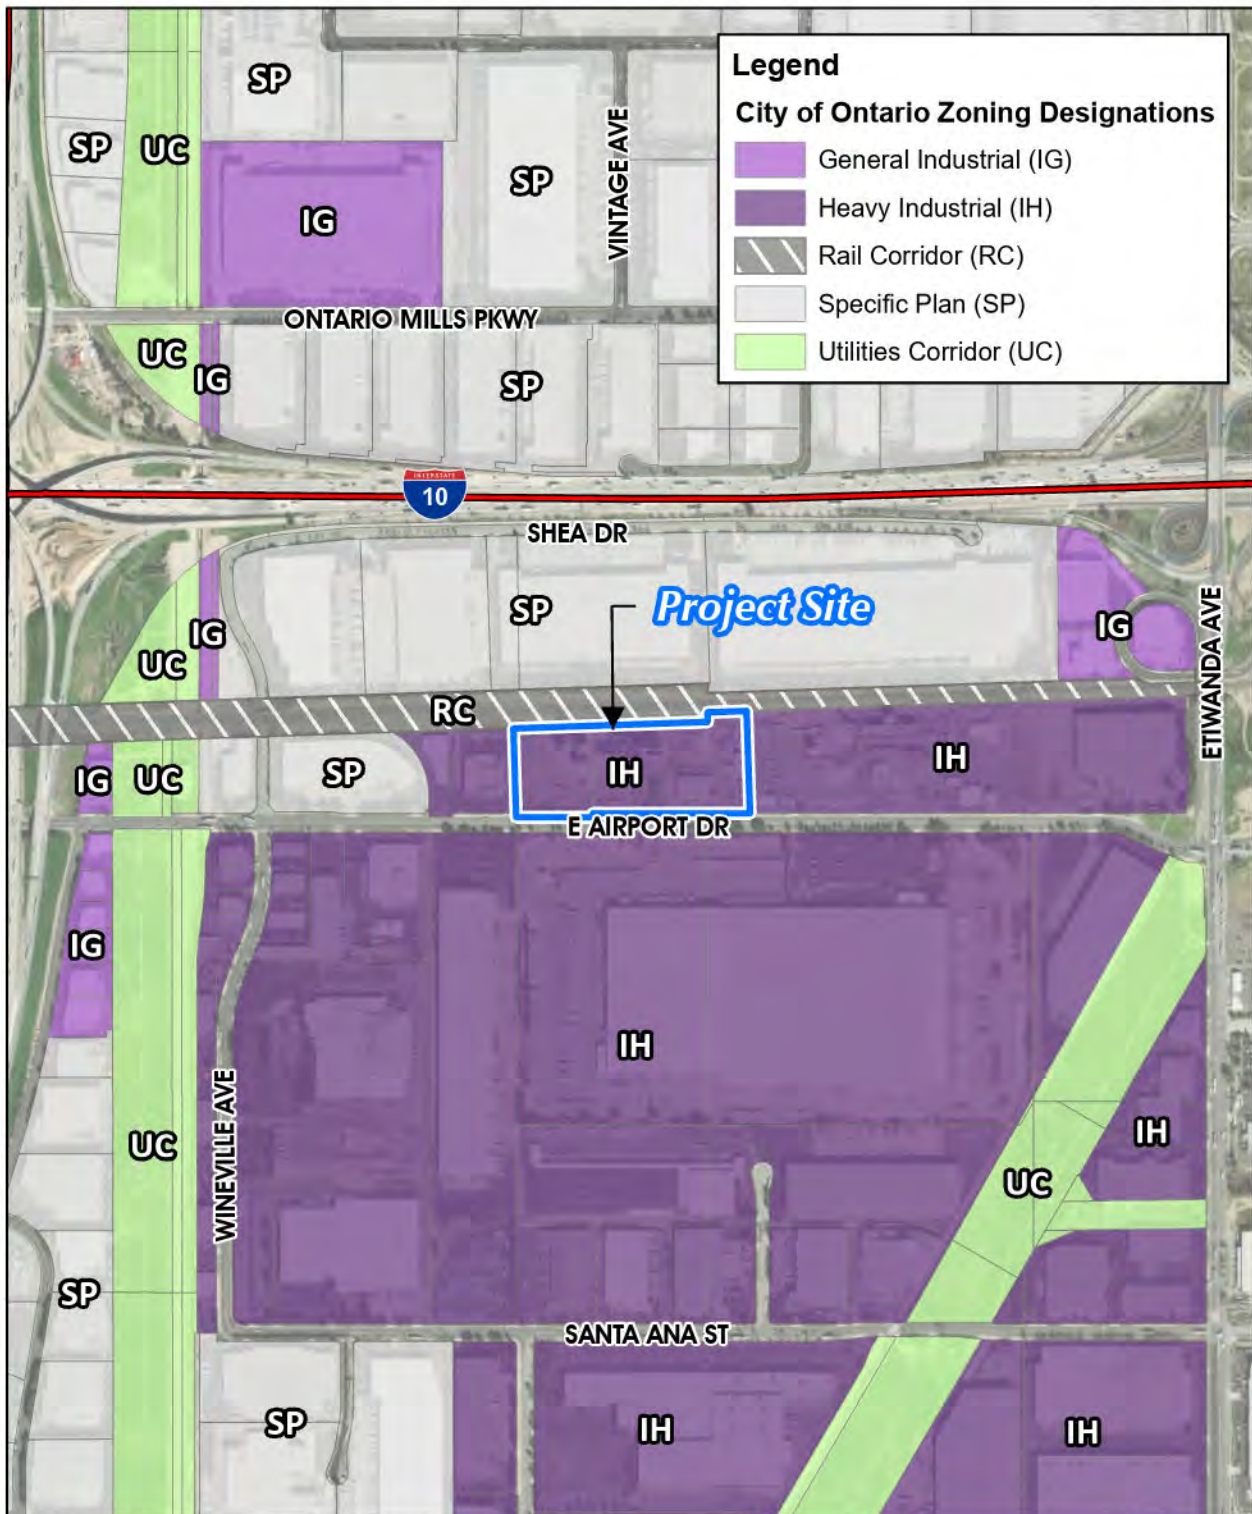 Legend
City of Ontario Zoning Designations
General Industrial (IG)
Heavy Industrial (IH)
Rail Corridor (RC)
Specific Plan (SP)
Utilities Corridor (UC)
SP
SP
UC
SP
VINTAGE AVE
IG
ONTARIO MILLS PKWY
UC
IG
SP
INTERSTATE
10
SHEA DR
Project Site
SP
IG
UC
IG
ETIWANDA AVE
RC
IG
UC
SP
IH
IH
E AIRPORT DR
IG
IH
WINEVILLE AVE
UC
IH
UC
SP
SANTA ANA ST
SP
IH
IH